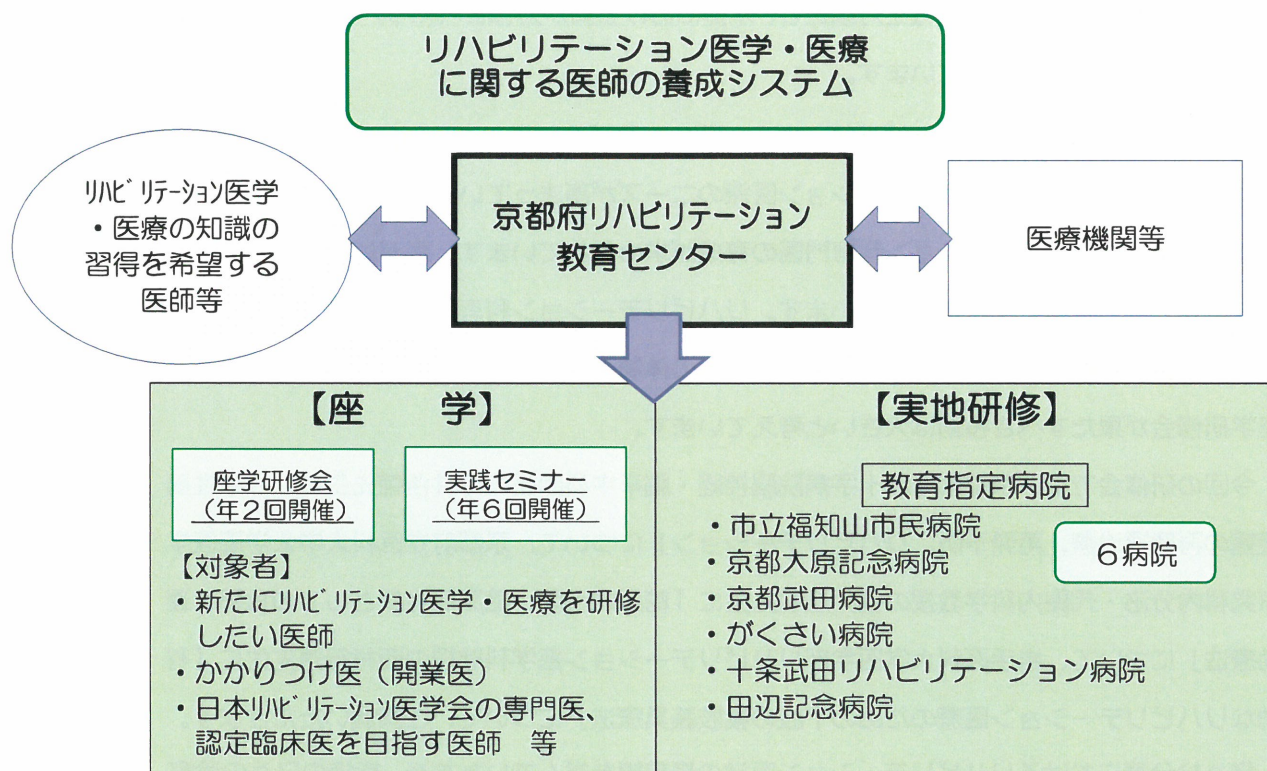 リハビリテーション医学・医療
に関する医師の養成システム
ﾘﾊﾋﾞﾘﾃｰｼｮﾝ医学
・医療の知識の
習得を希望する
医師等
京都府リハビリテーション
教育センター
医療機関等
【座　　学】
座学研修会
（年2回開催）
実践セミナー
（年6回開催）
【対象者】
・新たにﾘﾊﾋﾞﾘﾃｰｼｮﾝ医学・医療を研修
したい医師
・かかりつけ医（開業医）
・日本ﾘﾊﾋﾞﾘﾃｰｼｮﾝ医学会の専門医、
認定臨床医を目指す医師　等
【実地研修】
教育指定病院
6病院
・市立福知山市民病院
・京都大原記念病院
・京都武田病院
・がくさい病院
・十条武田リハビリテーション病院
・田辺記念病院